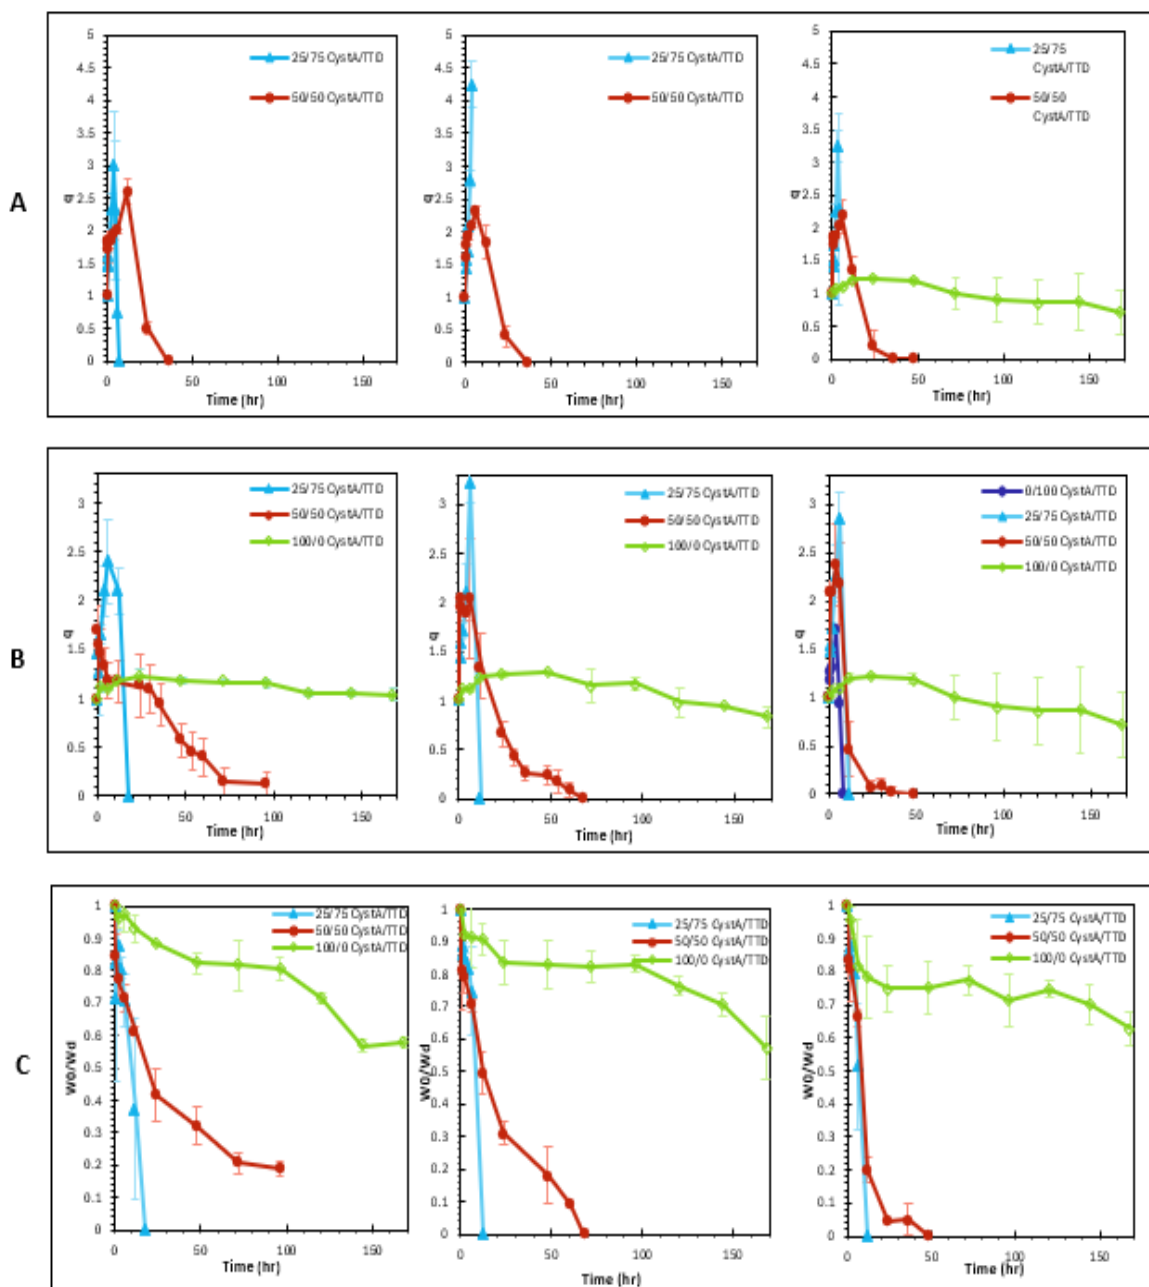 A
q
5
4.5
4
3.5
3
2.5
2
1.5
1
0.5
0
25/75 CystA/TTD
50/50 CystA/TTD
0 50 100 150
Time (hr)
q
5
4.5
4
3.5
3
2.5
2
1.5
1
0.5
0
25/75 CystA/TTD
50/50 CystA/TTD
0 50 100 150
Time (hr)
5
4.5
4
3.5
3
2.5
2
1.5
1
0.5
0
25/75
CystA/TTD
50/50
CystA/TTD
0 50 100 150
Time (hr)
B
q
3
2.5
2
1.5
1
0.5
0
25/75 CystA/TTD
50/50 CystA/TTD
100/0 CystA/TTD
0 50 100 150
Time (hr)
q
3
2.5
2
1.5
1
0.5
0
25/75 CystA/TTD
50/50 CystA/TTD
100/0 CystA/TTD
0 50 100 150
Time (hr)
q
3
2.5
2
1.5
1
0.5
0
0/100 CystA/TTD
25/75 CystA/TTD
50/50 CystA/TTD
100/0 CystA/TTD
0 50 100 150
Time (hr)
C
W0/Wd
1
0.9
0.8
0.7
0.6
0.5
0.4
0.3
0.2
0.1
0
25/75 CystA/TTD
50/50 CystA/TTD
100/0 CystA/TTD
0 50 100 150
Time (hr)
W0/Wd
1
0.9
0.8
0.7
0.6
0.5
0.4
0.3
0.2
0.1
0
25/75 CystA/TTD
50/50 CystA/TTD
100/0 CystA/TTD
0 50 100 150
Time (hr)
W0/Wd
1
0.9
0.8
0.7
0.6
0.5
0.4
0.3
0.2
0.1
0
25/75 CystA/TTD
50/50 CystA/TTD
100/0 CystA/TTD
0 50 100 150
Time (hr)